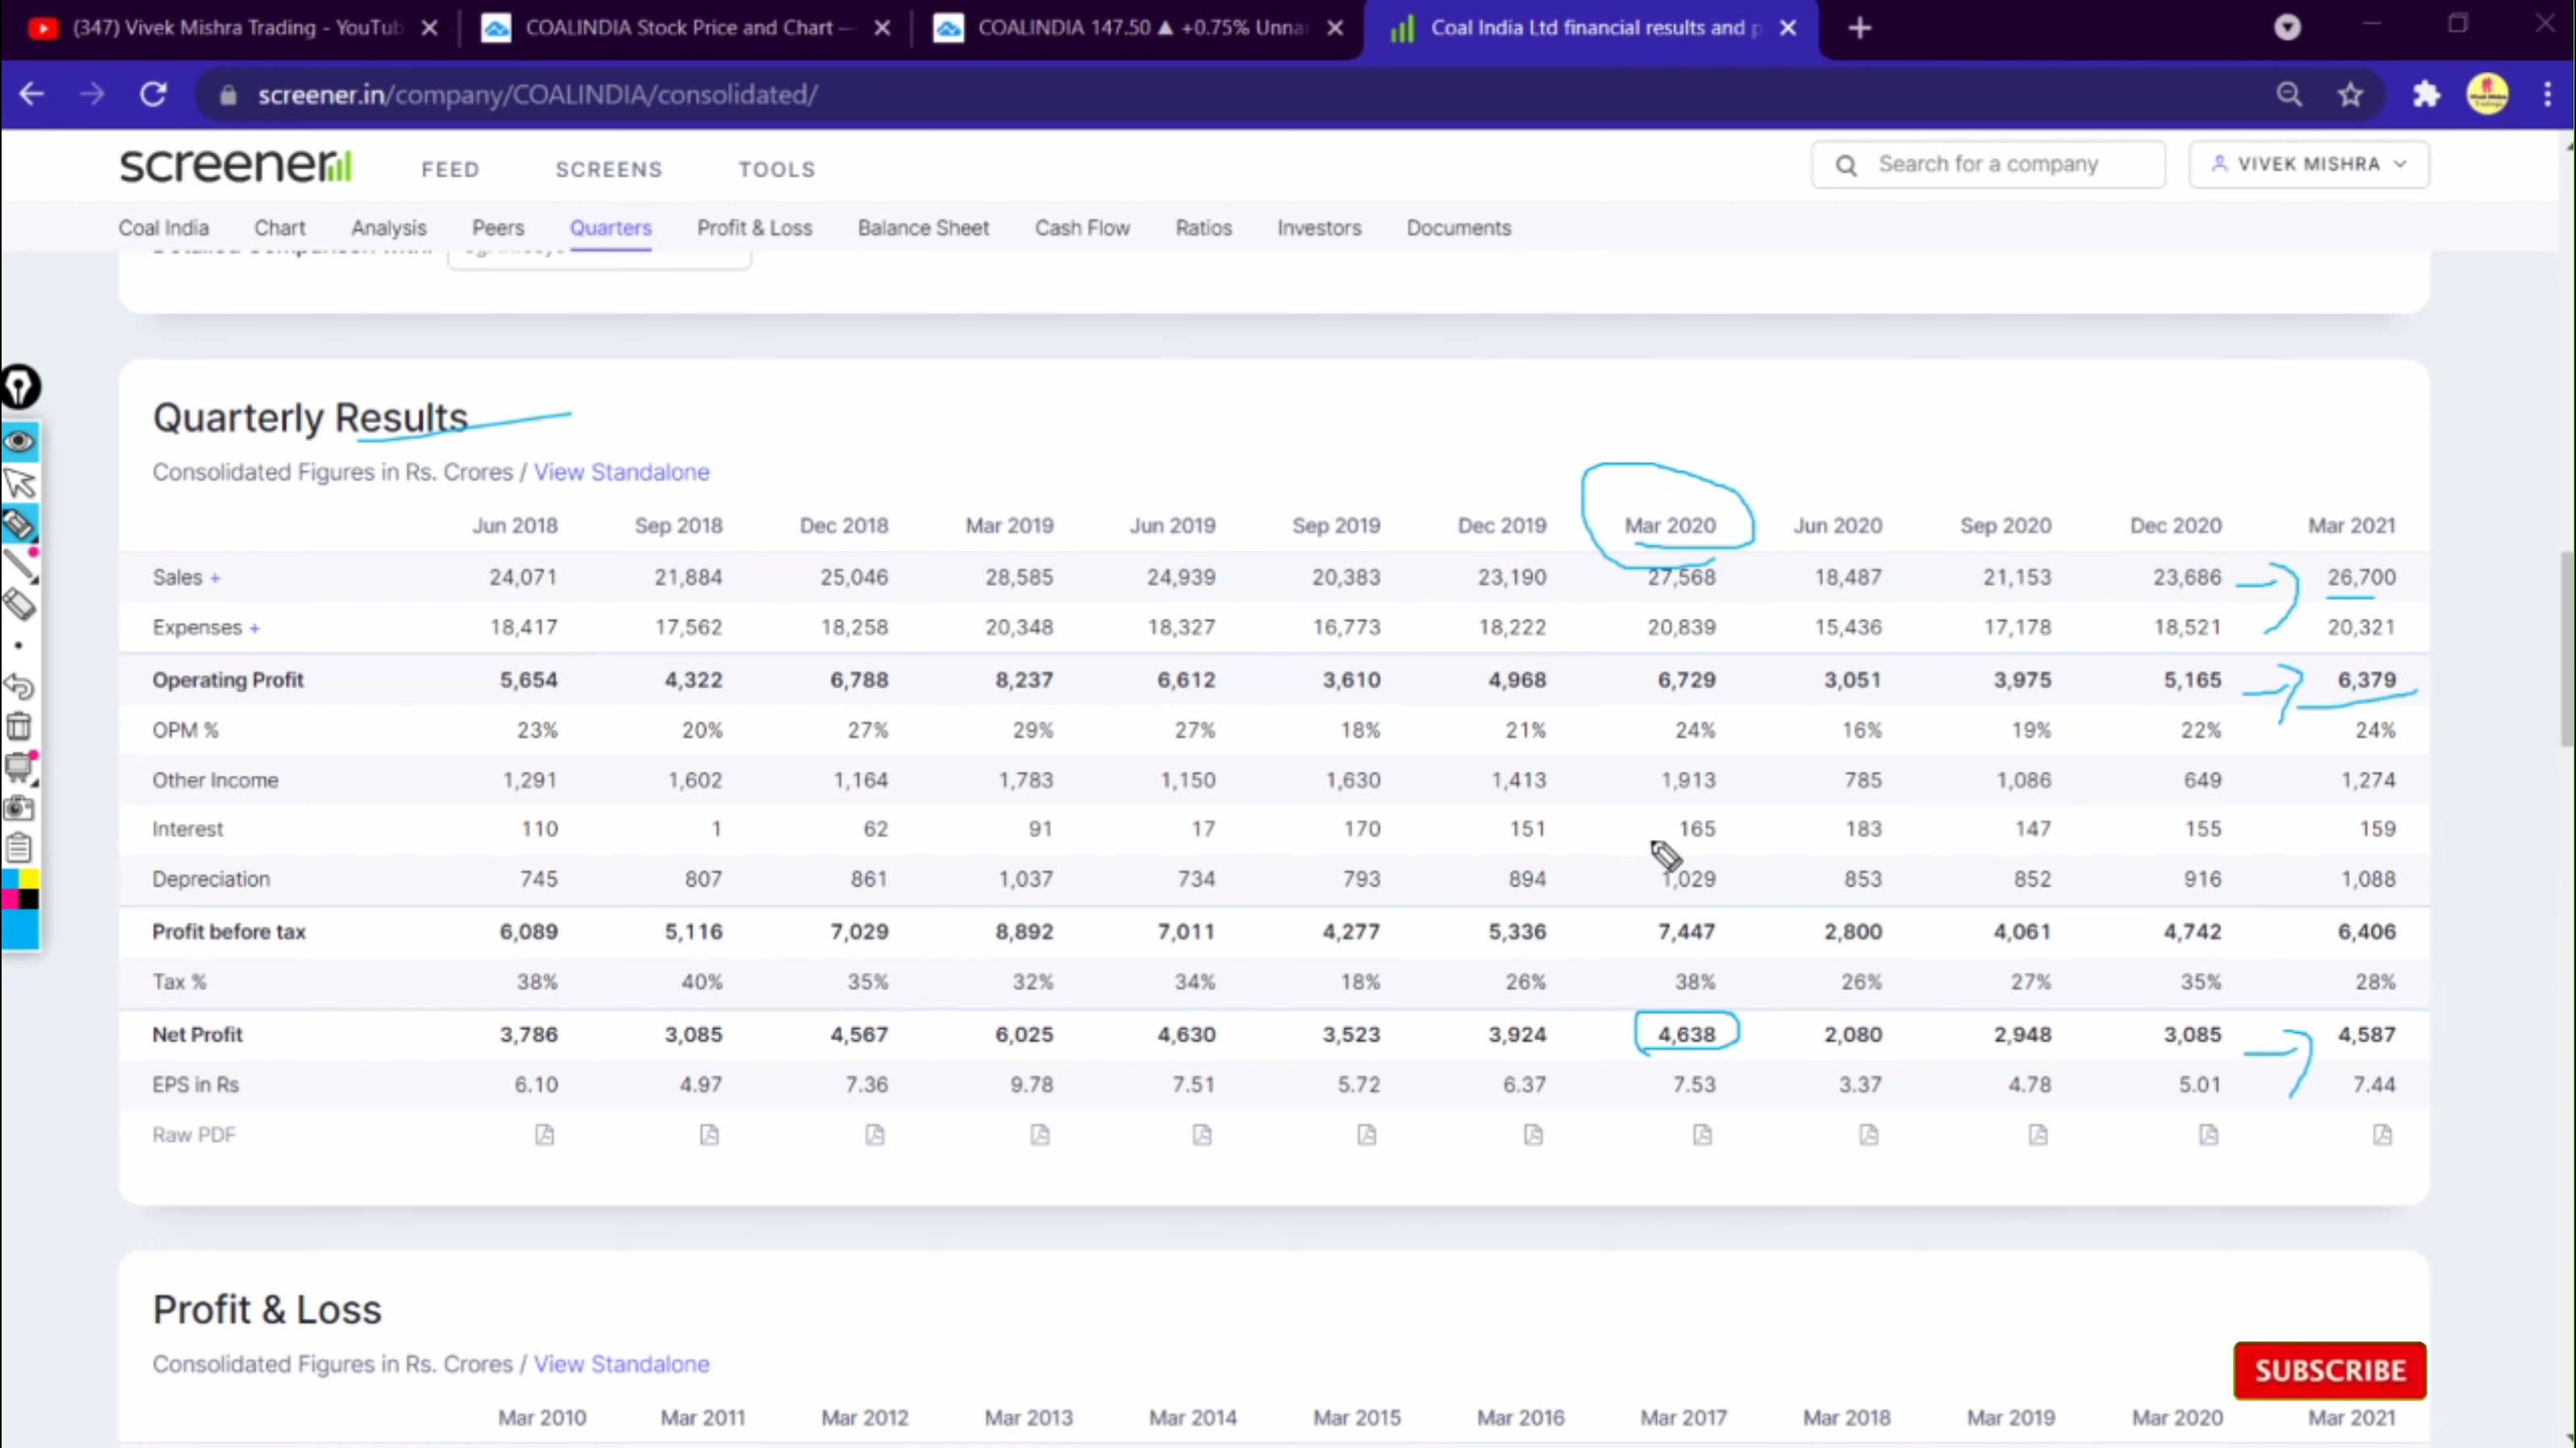 (347) Vivek Mishra Trading - YouTub
COALINDIA Stock Price and Chart —
COALINDIA 147.50 ▲ +0.75% Unna
Coal India Ltd financial results and p
screener.in/company/COALINDIA/consolidated/
screener FEED SCREENS TOOLS Search for a company VIVEK MISHRA
Coal India Chart Analysis Peers Quarters Profit & Loss Balance Sheet Cash Flow Ratios Investors Documents
Quarterly Results
Consolidated Figures in Rs. Crores / View Standalone
Jun 2018 Sep 2018 Dec 2018 Mar 2019 Jun 2019 Sep 2019 Dec 2019 Mar 2020 Jun 2020 Sep 2020 Dec 2020 Mar 2021
Sales + 24,071 21,884 25,046 28,585 24,939 20,383 23,190 27,568 18,487 21,153 23,686 26,700
Expenses + 18,417 17,562 18,258 20,348 18,327 16,773 18,222 20,839 15,436 17,178 18,521 20,321
Operating Profit 5,654 4,322 6,788 8,237 6,612 3,610 4,968 6,729 3,051 3,975 5,165 6,379
OPM % 23% 20% 27% 29% 27% 18% 21% 24% 16% 19% 22% 24%
Other Income 1,291 1,602 1,164 1,783 1,150 1,630 1,413 1,913 785 1,086 649 1,274
Interest 110 1 62 91 17 170 151 165 183 147 155 159
Depreciation 745 807 861 1,037 734 793 894 1,029 853 852 916 1,088
Profit before tax 6,089 5,116 7,029 8,892 7,011 4,277 5,336 7,447 2,800 4,061 4,742 6,406
Tax % 38% 40% 35% 32% 34% 18% 26% 38% 26% 27% 35% 28%
Net Profit 3,786 3,085 4,567 6,025 4,630 3,523 3,924 4,638 2,080 2,948 3,085 4,587
EPS in Rs 6.10 4.97 7.36 9.78 7.51 5.72 6.37 7.53 3.37 4.78 5.01 7.44
Raw PDF
Profit & Loss
Consolidated Figures in Rs. Crores / View Standalone
SUBSCRIBE
Mar 2010 Mar 2011 Mar 2012 Mar 2013 Mar 2014 Mar 2015 Mar 2016 Mar 2017 Mar 2018 Mar 2019 Mar 2020 Mar 2021